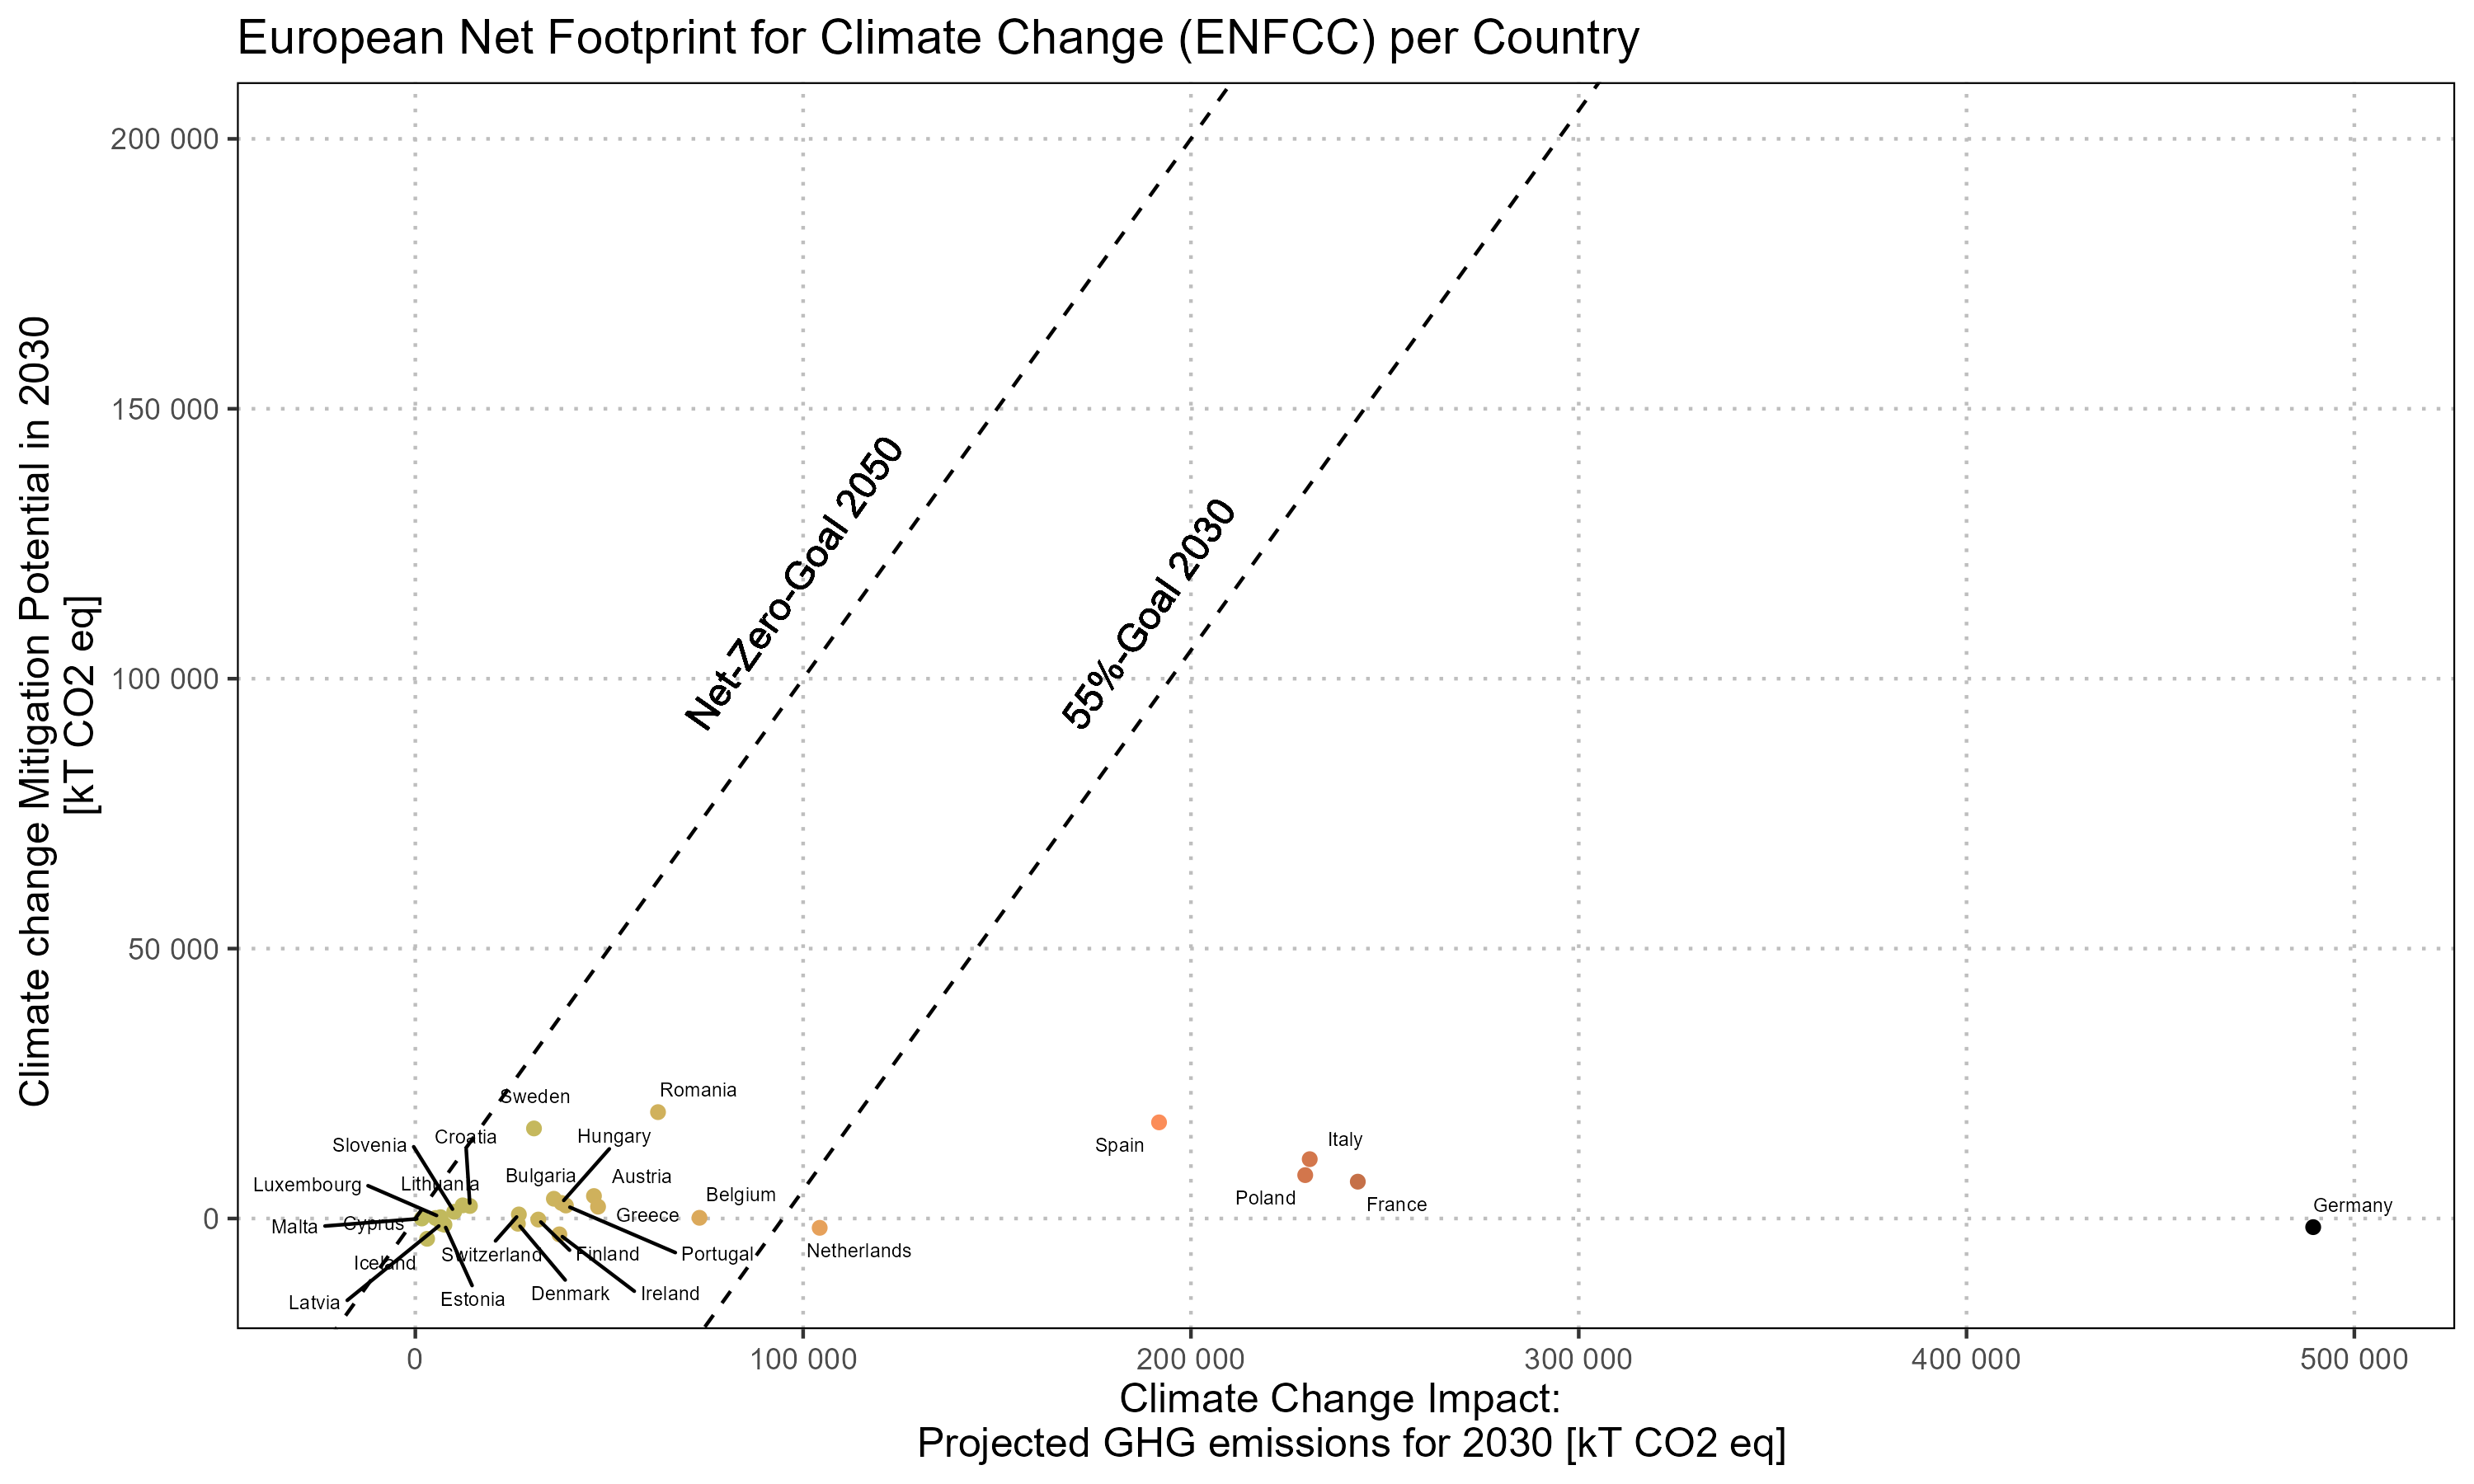 European Net Footprint for Climate Change (ENFCC) per Country
Climate change Mitigation Potential in 2030
[kT CO2 eq]
200 000
150 000
100 000
50 000
0
Net-Zero-Goal 2050
55%-Goal 2030
Romania
Sweden
Croatia
Hungary
Slovenia
Spain
Italy
Luxembourg
Lithuania
Bulgaria
Austria
Belgium
Poland
France
Germany
Malta
Cyprus
Greece
Iceland
Switzerland
Finland
Portugal
Netherlands
Latvia
Estonia
Denmark
Ireland
0
100 000
200 000
300 000
400 000
500 000
Climate Change Impact:
Projected GHG emissions for 2030 [kT CO2 eq]